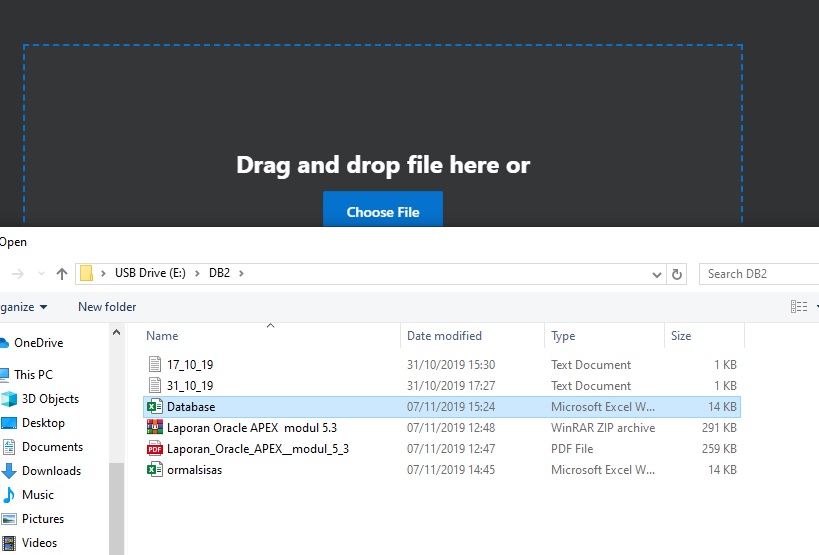 Drag and drop file here or
Choose File
Open
USB Drive (E:) DB2
Search DB2
ganize New folder
Name Date modified Type Size
OneDrive
This PC
3D Objects
Desktop
Documents
Downloads
Music
Pictures
Videos
17_10_19 31/10/2019 15:30 Text Document 1 KB
31_10_19 31/10/2019 17:27 Text Document 1 KB
Database 07/11/2019 15:24 Microsoft Excel W... 14 KB
Laporan Oracle APEX modul 5.3 07/11/2019 12:48 WinRAR ZIP archive 291 KB
PDF Laporan_Oracle_APEX__modul_5_3 07/11/2019 12:47 PDF File 259 KB
ormalsisas 07/11/2019 14:45 Microsoft Excel W... 14 KB